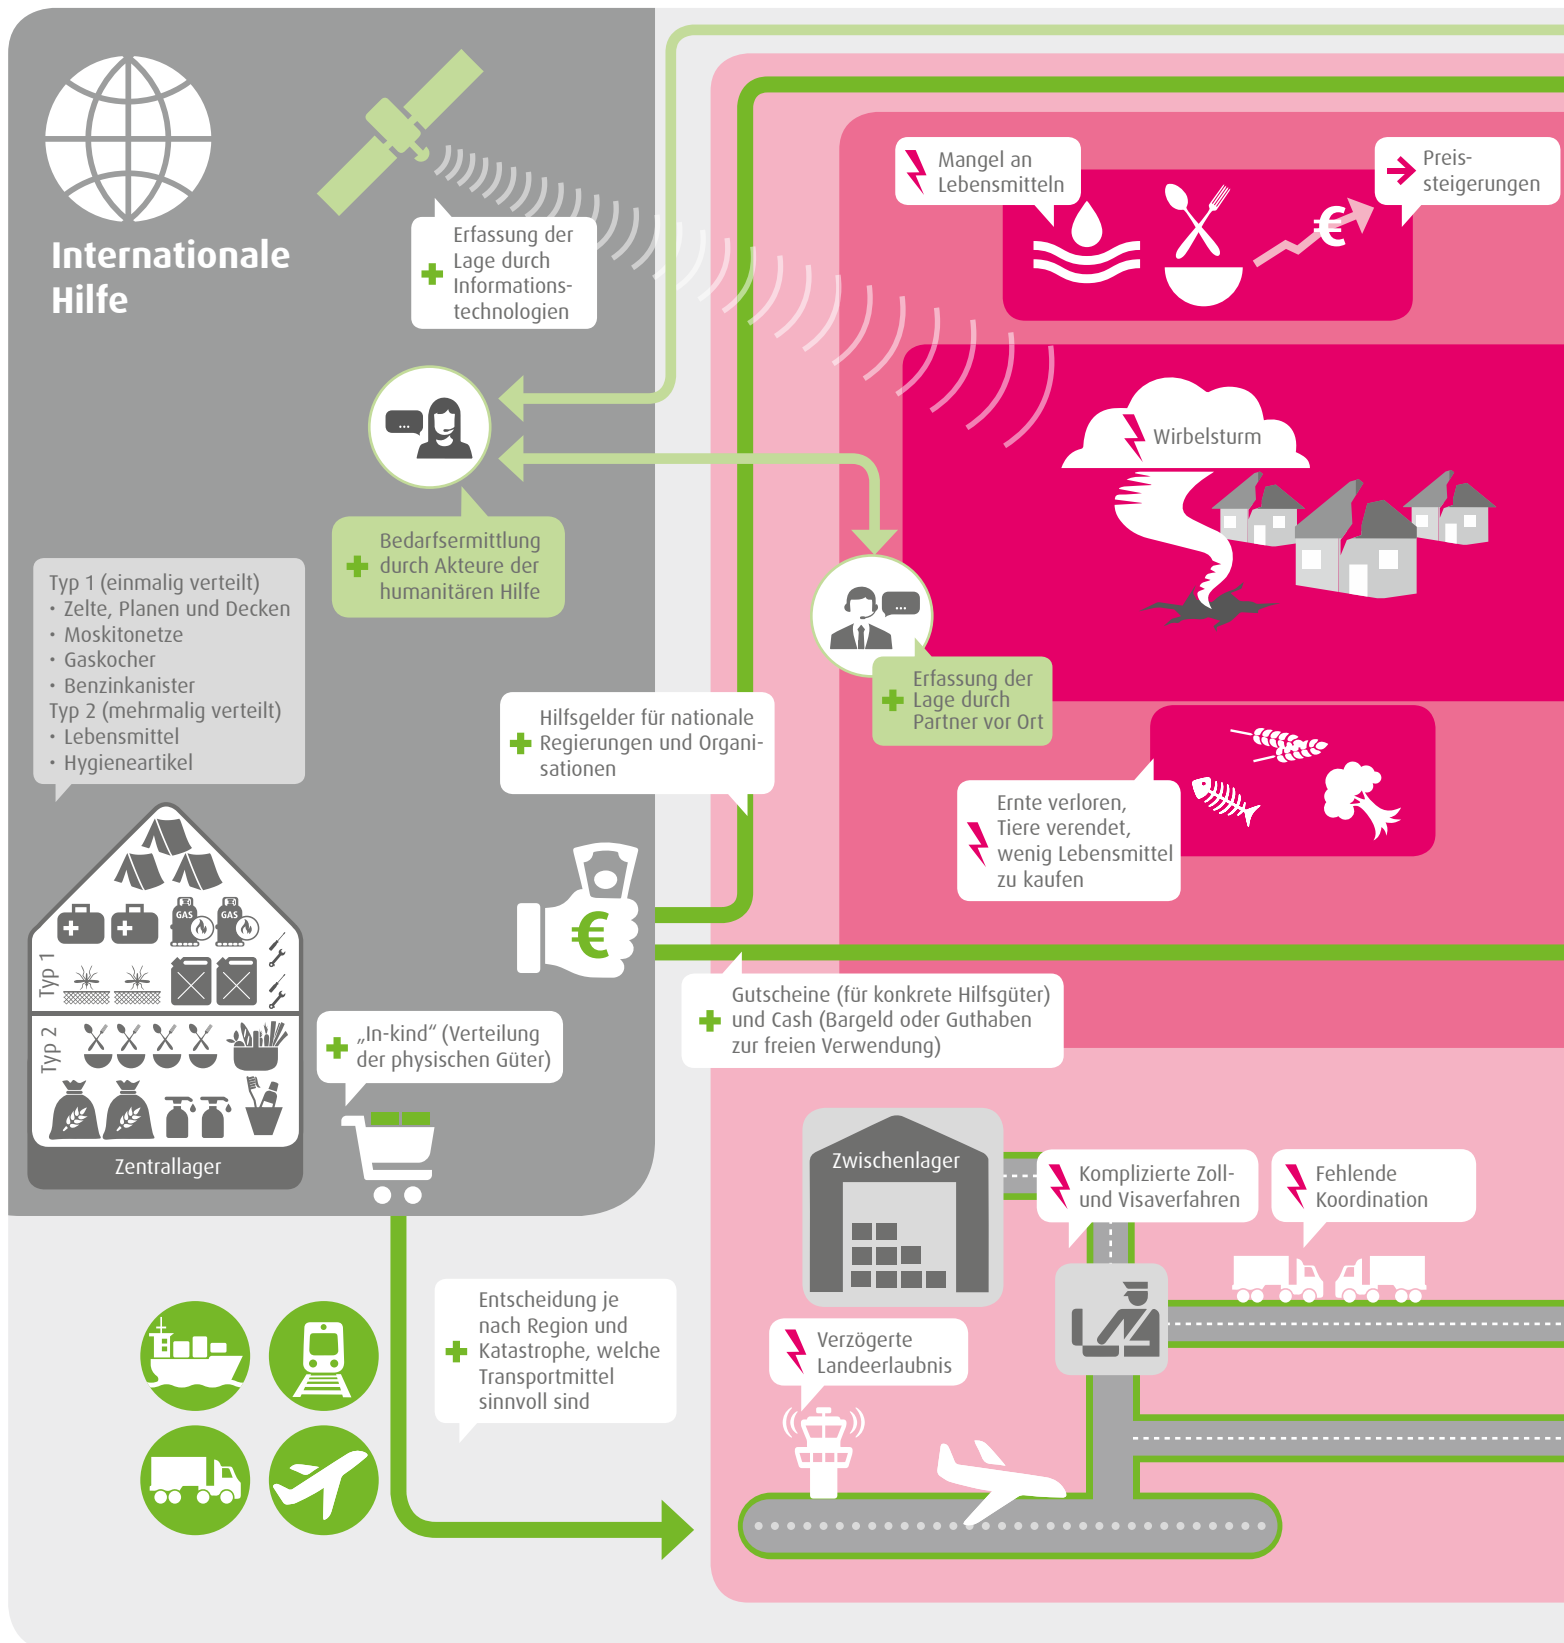 Internationale
Hilfe
Erfassung der
Lage durch
Informations-
technologien
Bedarfsermittlung
durch Akteure der
humanitären Hilfe
Typ 1 (einmalig verteilt)
• Zelte, Planen und Decken
• Moskitonetze
• Gaskocher
• Benzinkanister
Typ 2 (mehrmalig verteilt)
• Lebensmittel
• Hygieneartikel
GAS GAS
Typ 1
Typ 2
Zentrallager
„In-kind“ (Verteilung
der physischen Güter)
Hilfsgelder für nationale
Regierungen und Organi-
sationen
€
Gutscheine (für konkrete Hilfsgüter)
und Cash (Bargeld oder Guthaben
zur freien Verwendung)
Entscheidung je
nach Region und
Katastrophe, welche
Transportmittel
sinnvoll sind
Mangel an
Lebensmitteln
€
Preis-
steigerungen
Wirbelsturm
Erfassung der
Lage durch
Partner vor Ort
Ernte verloren,
Tiere verendet,
wenig Lebensmittel
zu kaufen
Zwischenlager
Komplizierte Zoll-
und Visaverfahren
Fehlende
Koordination
Verzögerte
Landeerlaubnis